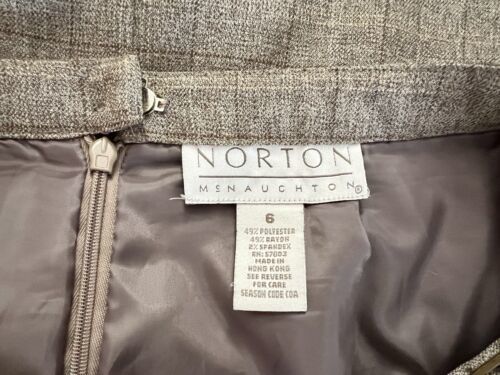 NORTON
McNAUGHTON®
6
49% POLYESTER
49% RAYON
2% SPANDEX
RN: 57003
MADE IN
HONG KONG
SEE REVERSE
FOR CARE
SEASON CODE COA